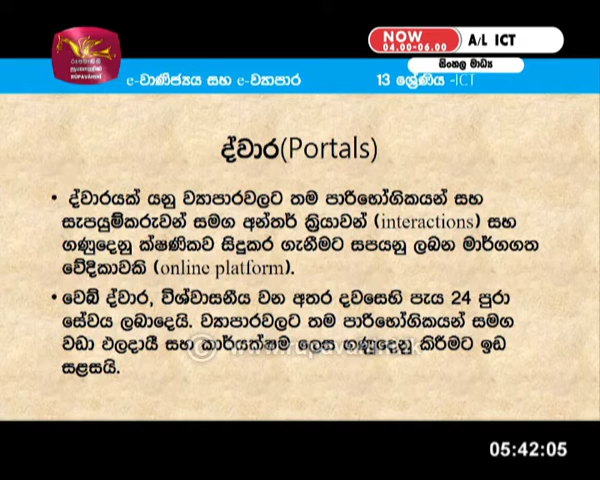 NOW
04.00-06.00
A/L ICT
සිංහල මාධ්‍ය
e-වාණිජ්‍යය සහ e-ව්‍යාපාර
13 ශ්‍රේණිය -ICT
ද්වාර(Portals)
• ද්වාරයක් යනු ව්‍යාපාරවලට තම පාරිභෝගිකයන් සහ
සැපයුම්කරුවන් සමග අන්තර් ක්‍රියාවන් (interactions) සහ
ගණුදෙනු ක්ෂණිකව සිදුකර ගැනීමට සපයනු ලබන මාර්ගගත
වේදිකාවකි (online platform).
• වෙබ් ද්වාර, විශ්වාසනීය වන අතර දවසෙහි පැය 24 පුරා
සේවය ලබාදෙයි. ව්‍යාපාරවලට තම පාරිභෝගිකයන් සමග
වඩා ඵලදායී සහ කාර්යක්ෂම ලෙස ගණුදෙනු කිරීමට ඉඩ
සළසයි.
05:42:05